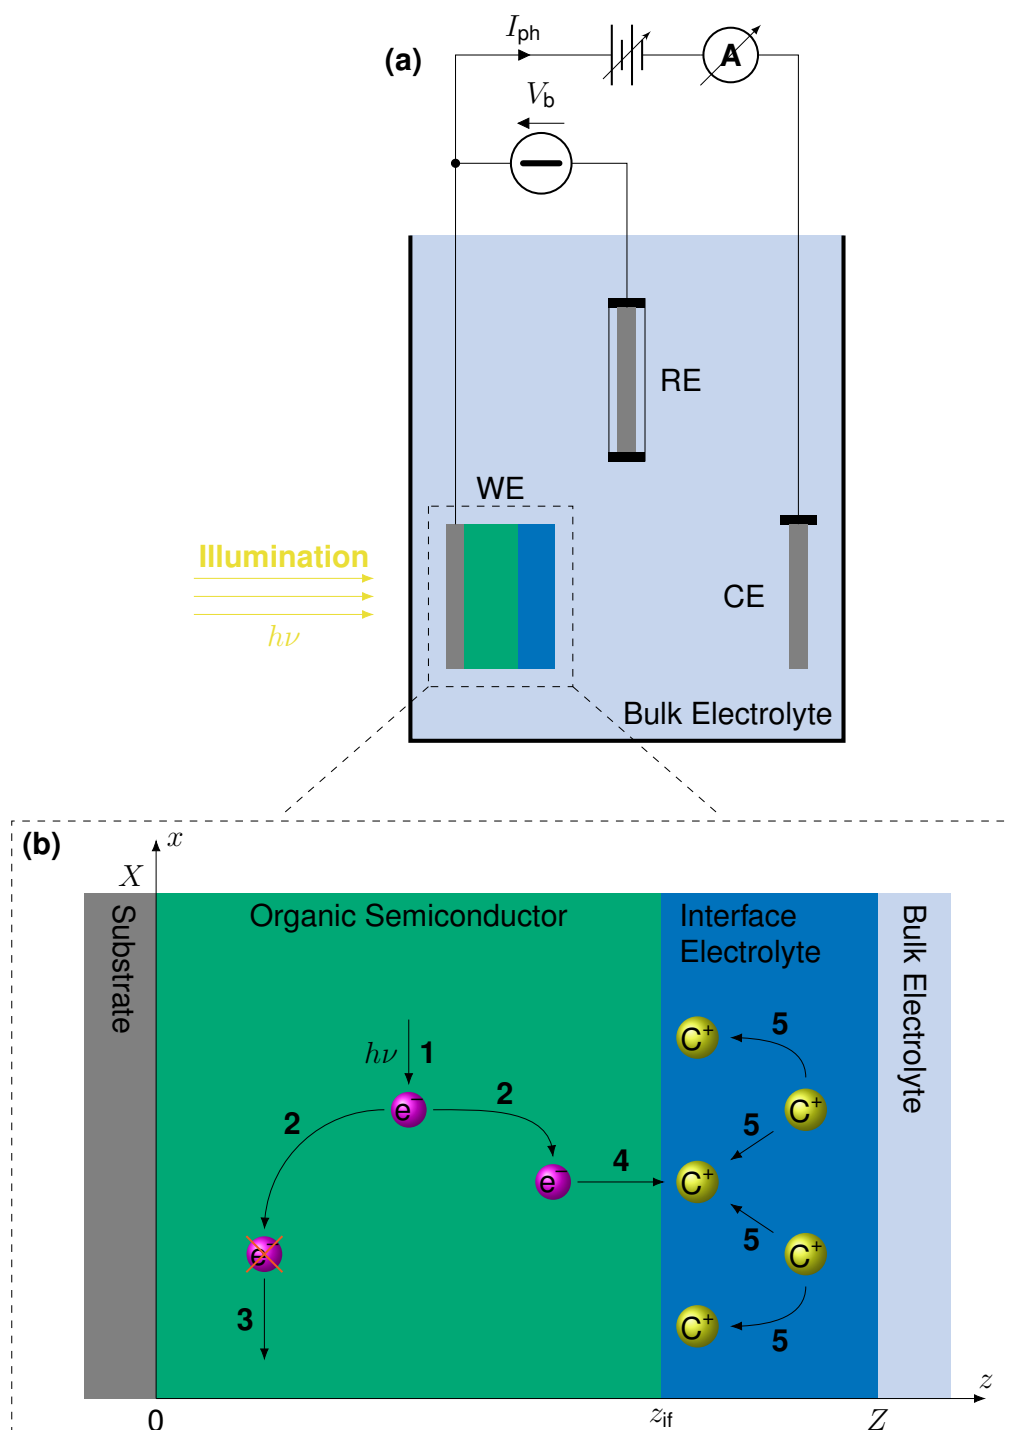 (a)
I_ph
A
V_b
RE
WE
Illumination
hν
CE
Bulk Electrolyte
(b)
x
X
Substrate
Organic Semiconductor
Interface
Electrolyte
Bulk Electrolyte
hν 1
e⁻
2
2
e⁻
4
e⁻
3
C⁺
5
C⁺
5
C⁺
5
C⁺
5
C⁺
z
0
z_if
Z